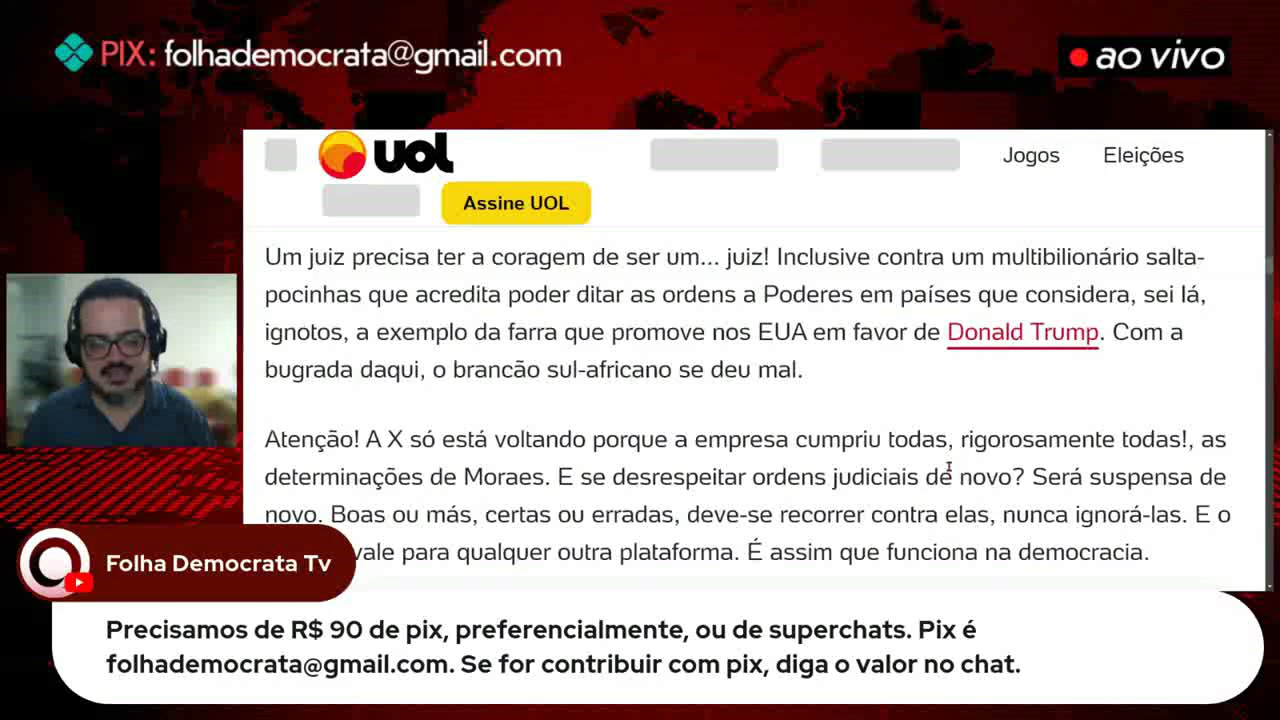 PIX: folhademocrata@gmail.com
ao vivo
uol
Jogos
Eleições
Assine UOL
Um juiz precisa ter a coragem de ser um... juiz! Inclusive contra um multibilionário salta-
pocinhas que acredita poder ditar as ordens a Poderes em países que considera, sei lá,
ignotos, a exemplo da farra que promove nos EUA em favor de Donald Trump. Com a
bugrada daqui, o brancão sul-africano se deu mal.
Atenção! A X só está voltando porque a empresa cumpriu todas, rigorosamente todas!, as
determinações de Moraes. E se desrespeitar ordens judiciais de novo? Será suspensa de
novo. Boas ou más, certas ou erradas, deve-se recorrer contra elas, nunca ignorá-las. E o
vale para qualquer outra plataforma. É assim que funciona na democracia.
Folha Democrata Tv
Precisamos de R$ 90 de pix, preferencialmente, ou de superchats. Pix é
folhademocrata@gmail.com. Se for contribuir com pix, diga o valor no chat.